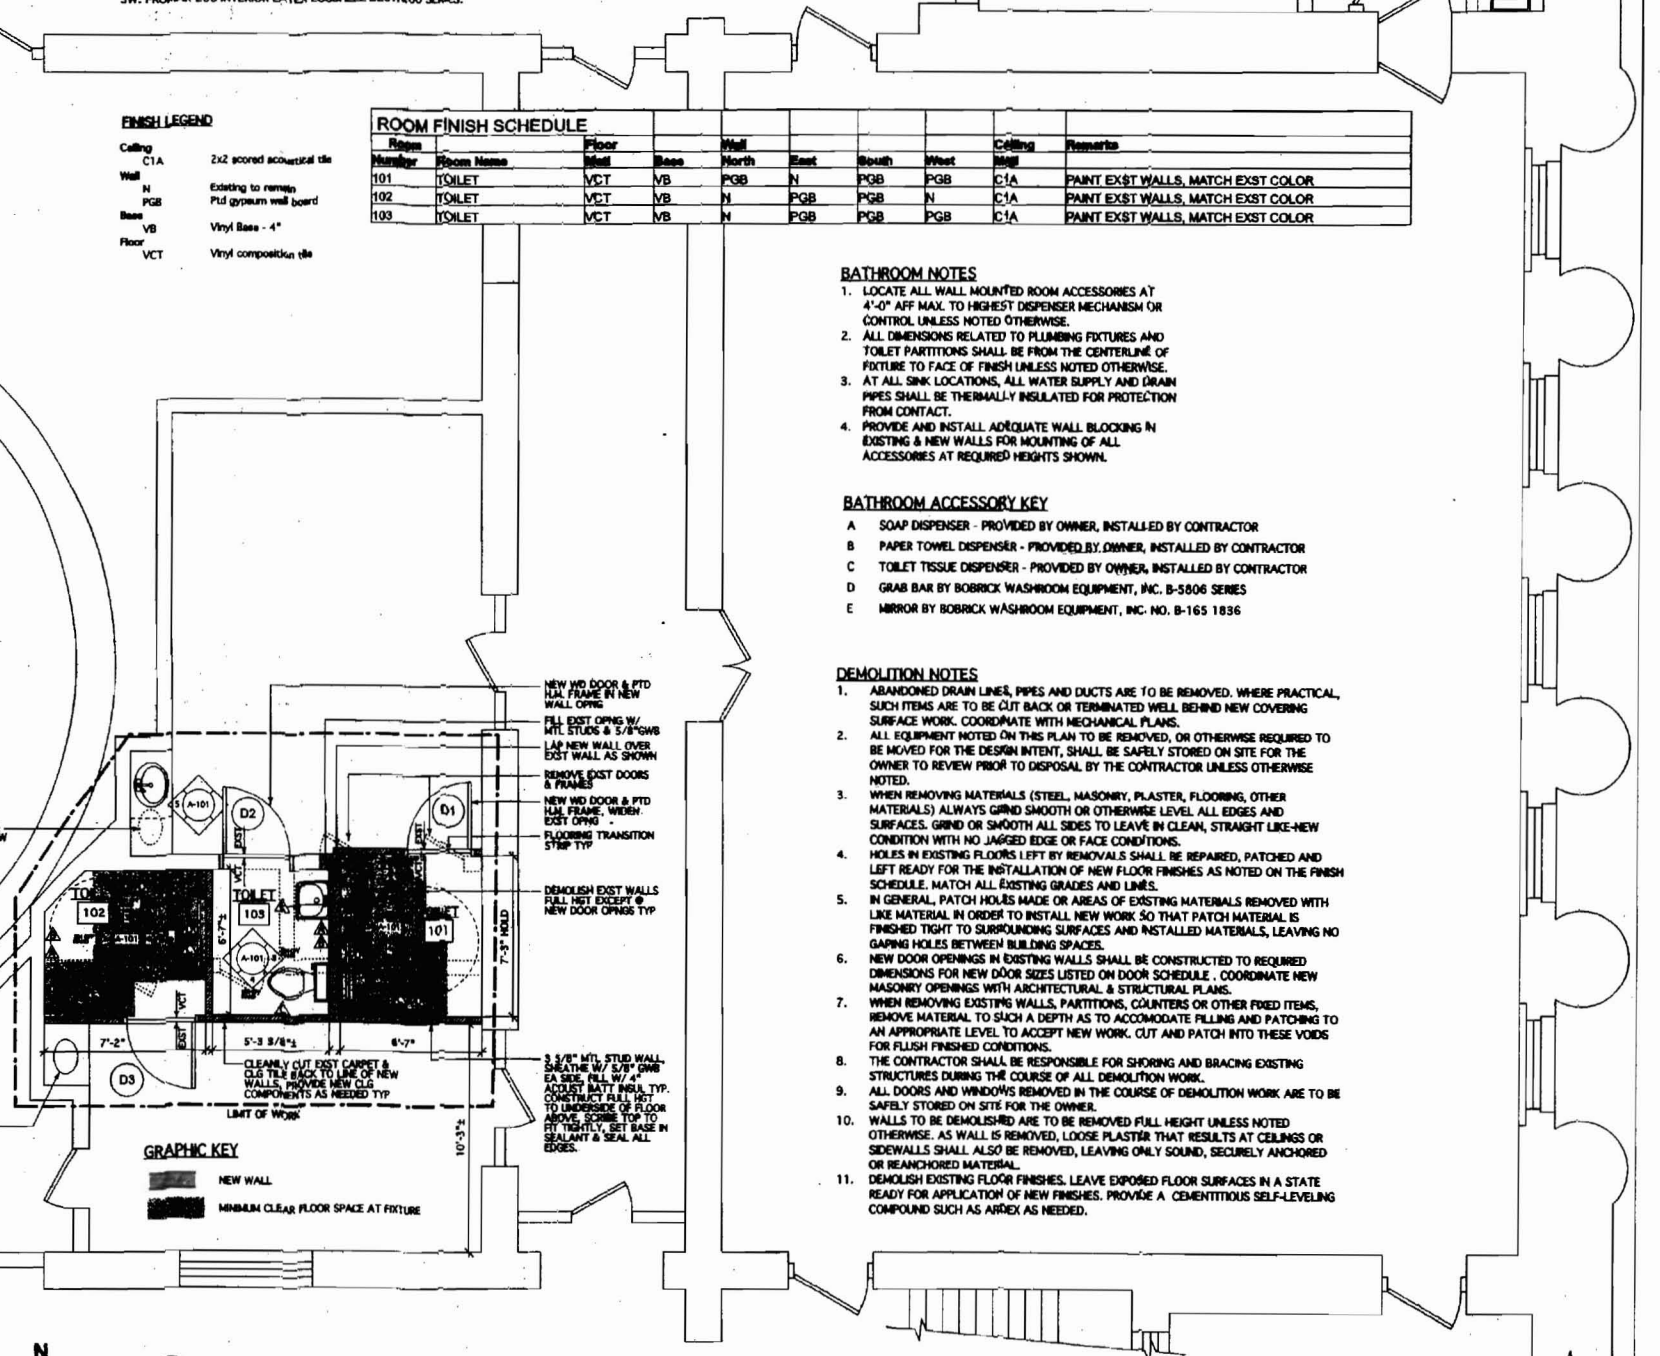 FINISH LEGEND
Ceiling
C1A 2x2 scored acoustical tile
Wall
N Existing to remain
PGB Ptd gypsum wall board
Base
VB Vinyl Base - 4"
Floor
VCT Vinyl composition tile
ROOM FINISH SCHEDULE
Room Floor Wall Ceiling Remarks
Number Room Name Matl Base North East South West Matl
101 TOILET VCT VB PGB N PGB PGB C1A PAINT EXST WALLS, MATCH EXST COLOR
102 TOILET VCT VB N PGB PGB N C1A PAINT EXST WALLS, MATCH EXST COLOR
103 TOILET VCT VB N PGB PGB PGB C1A PAINT EXST WALLS, MATCH EXST COLOR
BATHROOM NOTES
1. LOCATE ALL WALL MOUNTED ROOM ACCESSORIES AT
4'-0" AFF MAX. TO HIGHEST DISPENSER MECHANISM OR
CONTROL UNLESS NOTED OTHERWISE.
2. ALL DIMENSIONS RELATED TO PLUMBING FIXTURES AND
TOILET PARTITIONS SHALL BE FROM THE CENTERLINE OF
FIXTURE TO FACE OF FINISH UNLESS NOTED OTHERWISE.
3. AT ALL SINK LOCATIONS, ALL WATER SUPPLY AND DRAIN
PIPES SHALL BE THERMALLY INSULATED FOR PROTECTION
FROM CONTACT.
4. PROVIDE AND INSTALL ADEQUATE WALL BLOCKING IN
EXISTING & NEW WALLS FOR MOUNTING OF ALL
ACCESSORIES AT REQUIRED HEIGHTS SHOWN.
BATHROOM ACCESSORY KEY
A SOAP DISPENSER - PROVIDED BY OWNER, INSTALLED BY CONTRACTOR
B PAPER TOWEL DISPENSER - PROVIDED BY OWNER, INSTALLED BY CONTRACTOR
C TOILET TISSUE DISPENSER - PROVIDED BY OWNER, INSTALLED BY CONTRACTOR
D GRAB BAR BY BOBRICK WASHROOM EQUIPMENT, INC. B-5806 SERIES
E MIRROR BY BOBRICK WASHROOM EQUIPMENT, INC. NO. B-165 1836
DEMOLITION NOTES
1. ABANDONED DRAIN LINES, PIPES AND DUCTS ARE TO BE REMOVED. WHERE PRACTICAL,
SUCH ITEMS ARE TO BE CUT BACK OR TERMINATED WELL BEHIND NEW COVERING
SURFACE WORK. COORDINATE WITH MECHANICAL PLANS.
2. ALL EQUIPMENT NOTED ON THIS PLAN TO BE REMOVED, OR OTHERWISE REQUIRED TO
BE MOVED FOR THE DESIGN INTENT, SHALL BE SAFELY STORED ON SITE FOR THE
OWNER TO REVIEW PRIOR TO DISPOSAL BY THE CONTRACTOR UNLESS OTHERWISE
NOTED.
3. WHEN REMOVING MATERIALS (STEEL, MASONRY, PLASTER, FLOORING, OTHER
MATERIALS) ALWAYS GRIND SMOOTH OR OTHERWISE LEVEL ALL EDGES AND
SURFACES. GRIND OR SMOOTH ALL SIDES TO LEAVE IN CLEAN, STRAIGHT LIKE-NEW
CONDITION WITH NO JAGGED EDGE OR FACE CONDITIONS.
4. HOLES IN EXISTING FLOORS LEFT BY REMOVALS SHALL BE REPAIRED, PATCHED AND
LEFT READY FOR THE INSTALLATION OF NEW FLOOR FINISHES AS NOTED ON THE FINISH
SCHEDULE. MATCH ALL EXISTING GRADES AND LINES.
5. IN GENERAL, PATCH HOLES MADE OR AREAS OF EXISTING MATERIALS REMOVED WITH
LIKE MATERIAL IN ORDER TO INSTALL NEW WORK SO THAT PATCH MATERIAL IS
FINISHED TIGHT TO SURROUNDING SURFACES AND INSTALLED MATERIALS, LEAVING NO
GAPING HOLES BETWEEN BUILDING SPACES.
6. NEW DOOR OPENINGS IN EXISTING WALLS SHALL BE CONSTRUCTED TO REQUIRED
DIMENSIONS FOR NEW DOOR SIZES LISTED ON DOOR SCHEDULE . COORDINATE NEW
MASONRY OPENINGS WITH ARCHITECTURAL & STRUCTURAL PLANS.
7. WHEN REMOVING EXISTING WALLS, PARTITIONS, COUNTERS OR OTHER FIXED ITEMS,
REMOVE MATERIAL TO SUCH A DEPTH AS TO ACCOMODATE FILLING AND PATCHING TO
AN APPROPRIATE LEVEL TO ACCEPT NEW WORK. CUT AND PATCH INTO THESE VOIDS
FOR FLUSH FINISHED CONDITIONS.
8. THE CONTRACTOR SHALL BE RESPONSIBLE FOR SHORING AND BRACING EXISTING
STRUCTURES DURING THE COURSE OF ALL DEMOLITION WORK.
9. ALL DOORS AND WINDOWS REMOVED IN THE COURSE OF DEMOLITION WORK ARE TO BE
SAFELY STORED ON SITE FOR THE OWNER.
10. WALLS TO BE DEMOLISHED ARE TO BE REMOVED FULL HEIGHT UNLESS NOTED
OTHERWISE. AS WALL IS REMOVED, LOOSE PLASTER THAT RESULTS AT CEILINGS OR
SIDEWALLS SHALL ALSO BE REMOVED, LEAVING ONLY SOUND, SECURELY ANCHORED
OR REANCHORED MATERIAL.
11. DEMOLISH EXISTING FLOOR FINISHES. LEAVE EXPOSED FLOOR SURFACES IN A STATE
READY FOR APPLICATION OF NEW FINISHES. PROVIDE A CEMENTITIOUS SELF-LEVELING
COMPOUND SUCH AS ARDEX AS NEEDED.
NEW WD DOOR & PTD
H.M. FRAME IN NEW
WALL OPNG
FILL EXST OPNG W/
MTL STUDS & 5/8"GWB
LAP NEW WALL OVER
EXST WALL AS SHOWN
REMOVE EXST DOORS
& FRAMES
NEW WD DOOR & PTD
H.M. FRAME, WIDEN
EXST OPNG
FLOORING TRANSITION
STRIP TYP
DEMOLISH EXST WALLS
FULL HGT EXCEPT @
NEW DOOR OPNGS TYP
3 5/8" MTL STUD WALL,
SHEATHE W/ 5/8" GWB
EA SIDE, FILL W/ 4"
ACOUST BATT INSUL TYP.
CONSTRUCT FULL HGT
TO UNDERSIDE OF FLOOR
ABOVE, SCRIBE TOP TO
FIT TIGHTLY, SET BASE IN
SEALANT & SEAL ALL
EDGES.
5 A-101
D2
D1
EXST
VCT
EXST
VCT
102
A-101
TOILET
103
6'-7"±
A-101
101
7'-3" HOLD
VCT
EXST
7'-2"
5'-3 3/8"±
6'-7"
D3
CLEANLY CUT EXST CARPET &
CLG TILE BACK TO LINE OF NEW
WALLS, PROVIDE NEW CLG
COMPONENTS AS NEEDED TYP
LIMIT OF WORK
10'-3"±
GRAPHIC KEY
NEW WALL
MINIMUM CLEAR FLOOR SPACE AT FIXTURE
N